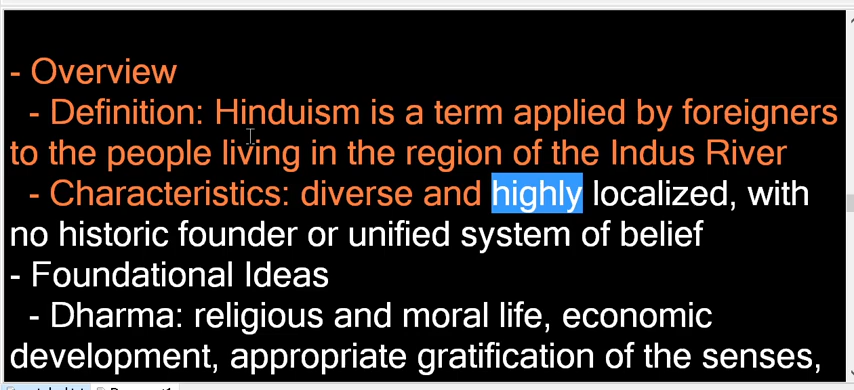 - Overview
- Definition: Hinduism is a term applied by foreigners
to the people living in the region of the Indus River
- Characteristics: diverse and highly localized, with
no historic founder or unified system of belief
- Foundational Ideas
- Dharma: religious and moral life, economic
development, appropriate gratification of the senses,